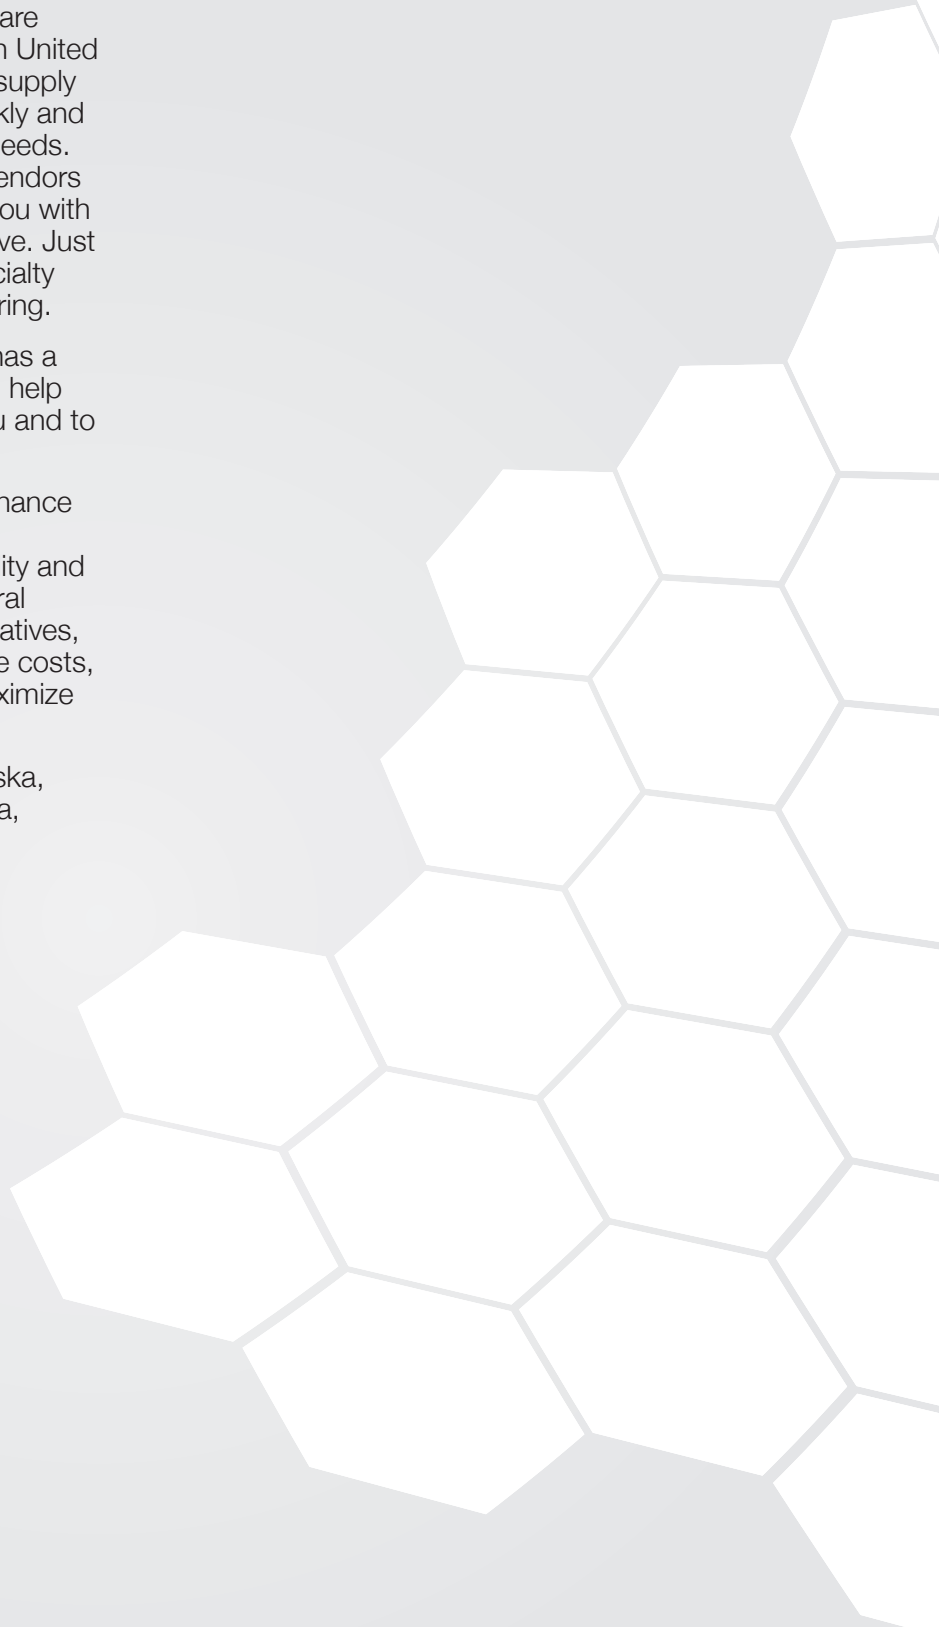 are
n United
supply
kly and
eeds.
endors
ou with
ve. Just
cialty
ring.
has a
help
u and to
nance
ity and
ral
atives,
e costs,
ximize
ska,
a,